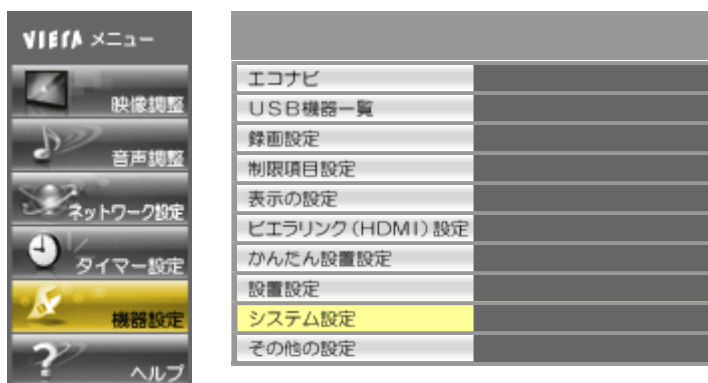 VIErA メニュー
映像調整
音声調整
ネットワーク設定
タイマー設定
機器設定
ヘルプ
エコナビ
USB機器一覧
録画設定
制限項目設定
表示の設定
ビエラリンク(HDMI)設定
かんたん設置設定
設置設定
システム設定
その他の設定